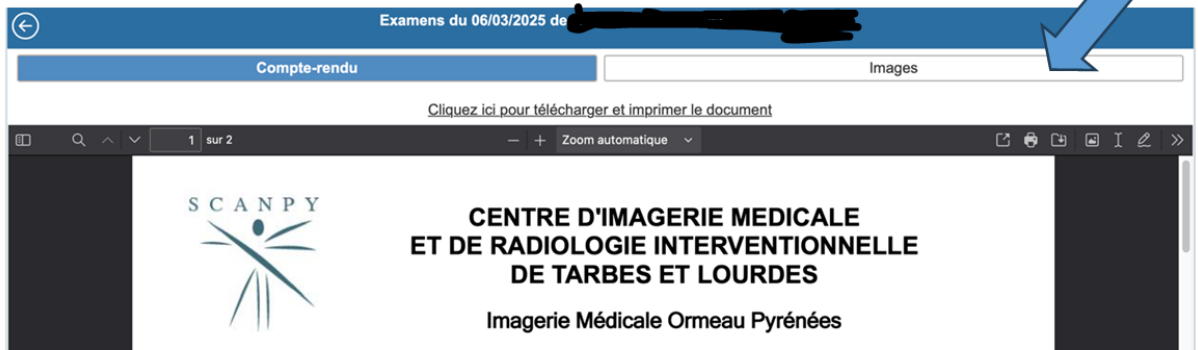 Examens du 06/03/2025 de
Compte-rendu Images
Cliquez ici pour télécharger et imprimer le document
1 sur 2 Zoom automatique
SCANPY
CENTRE D'IMAGERIE MEDICALE
ET DE RADIOLOGIE INTERVENTIONNELLE
DE TARBES ET LOURDES
Imagerie Médicale Ormeau Pyrénées